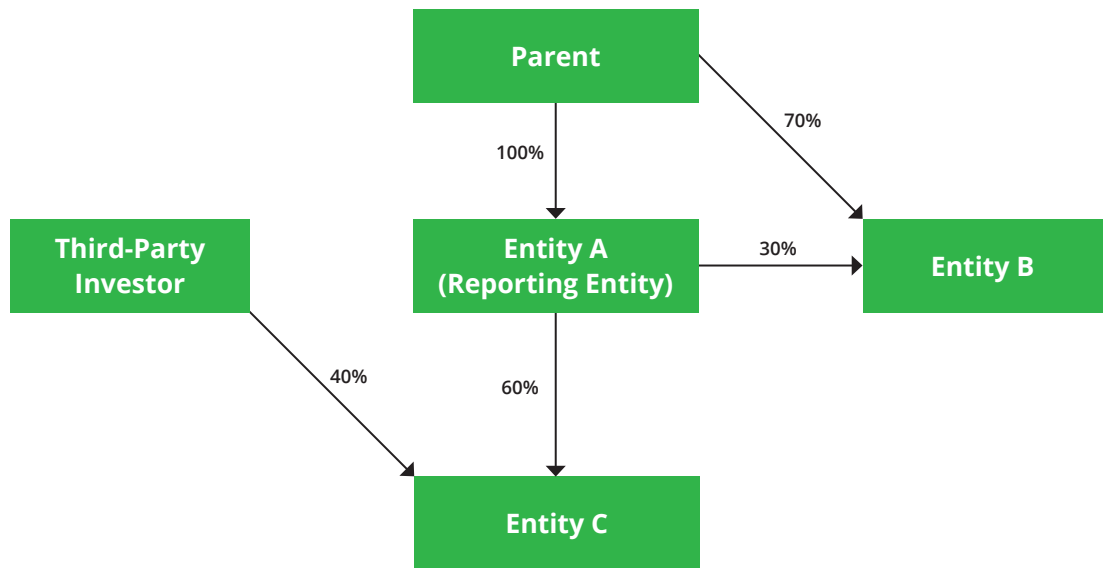 Parent
70%
100%
Third-Party
Investor
Entity A
(Reporting Entity)
30%
Entity B
40%
60%
Entity C